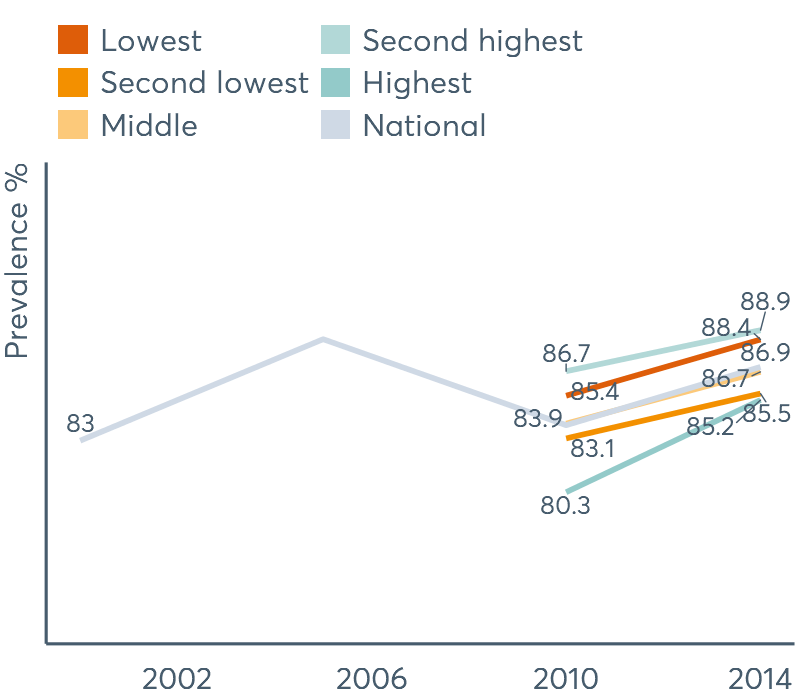 Lowest
Second lowest
Middle
Second highest
Highest
National
Prevalence %
83
86.7
85.4
83.9
83.1
80.3
88.9
88.4
86.9
86.7
85.5
85.2
2002
2006
2010
2014